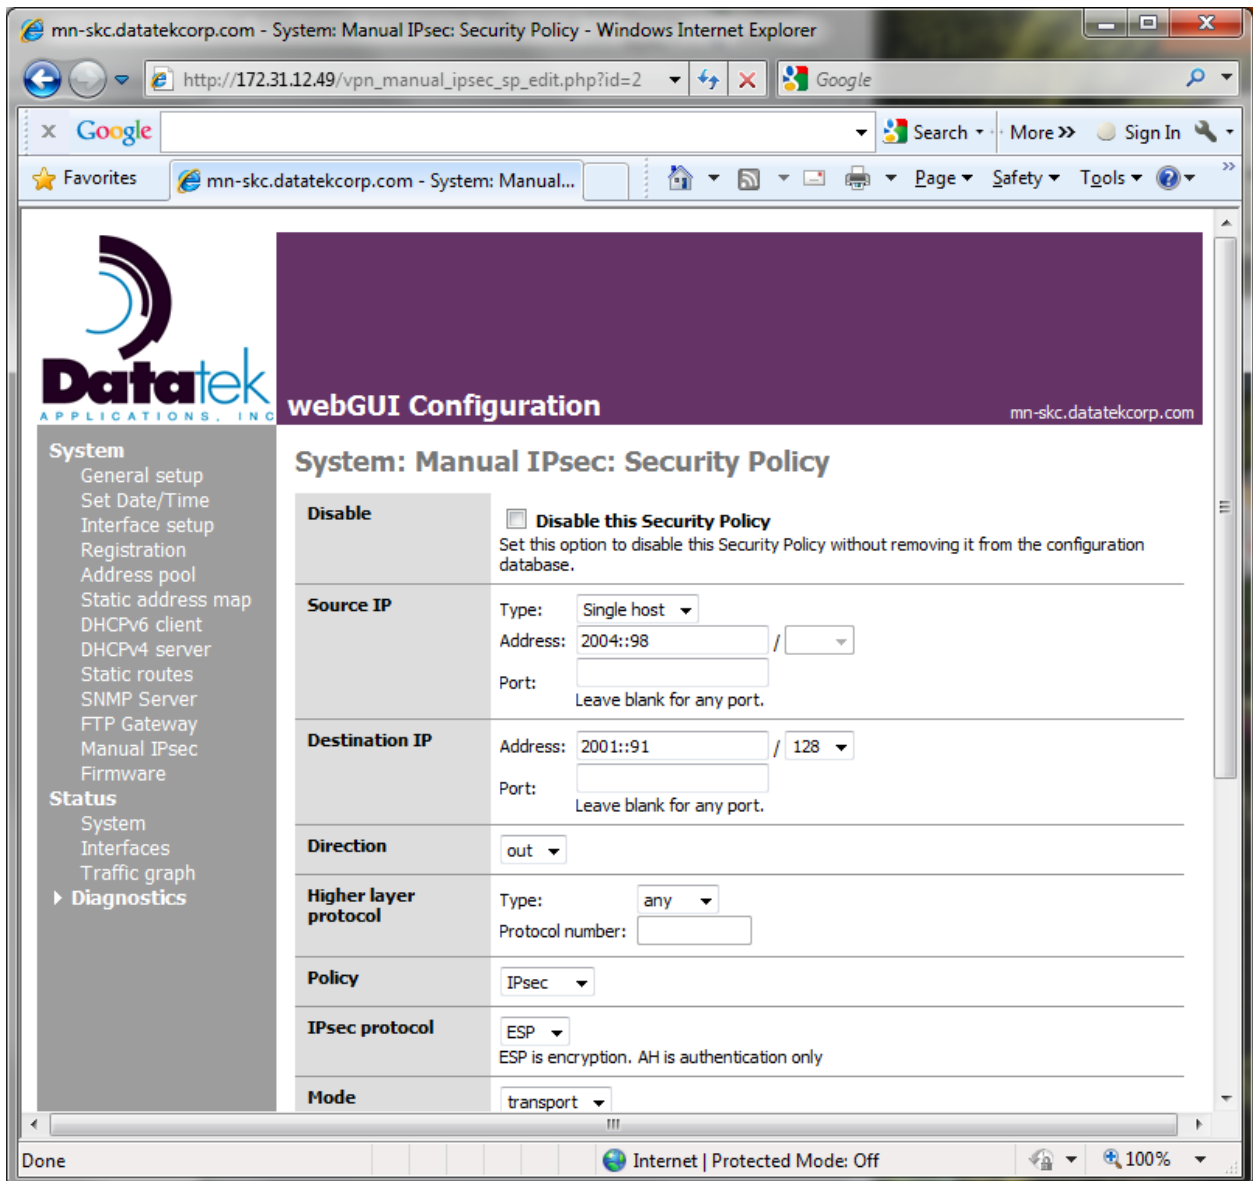 mn-skc.datatekcorp.com - System: Manual IPsec: Security Policy - Windows Internet Explorer
http://172.31.12.49/vpn_manual_ipsec_sp_edit.php?id=2
Google
x Google Search More >> Sign In
Favorites mn-skc.datatekcorp.com - System: Manual... Page Safety Tools >>
Datatek
APPLICATIONS, INC
webGUI Configuration
mn-skc.datatekcorp.com
System
General setup
Set Date/Time
Interface setup
Registration
Address pool
Static address map
DHCPv6 client
DHCPv4 server
Static routes
SNMP Server
FTP Gateway
Manual IPsec
Firmware
Status
System
Interfaces
Traffic graph
Diagnostics
System: Manual IPsec: Security Policy
Disable
Disable this Security Policy
Set this option to disable this Security Policy without removing it from the configuration
database.
Source IP
Type: Single host
Address: 2004::98 /
Port:
Leave blank for any port.
Destination IP
Address: 2001::91 / 128
Port:
Leave blank for any port.
Direction
out
Higher layer
protocol
Type: any
Protocol number:
Policy
IPsec
IPsec protocol
ESP
ESP is encryption. AH is authentication only
Mode
transport
Done Internet | Protected Mode: Off 100%